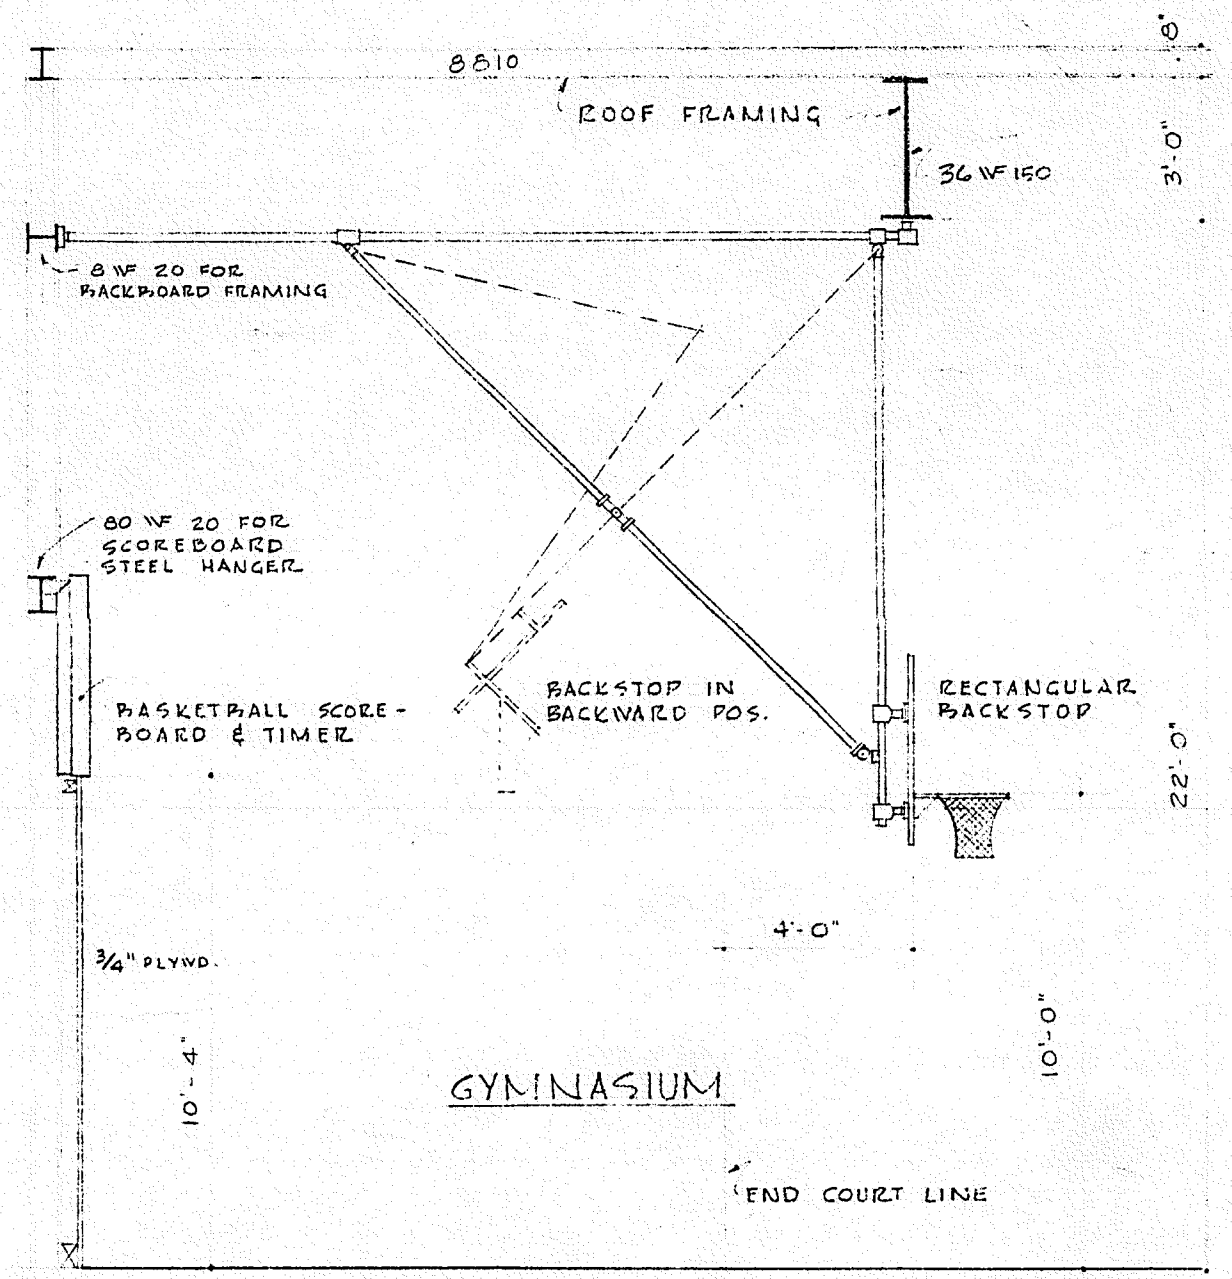 8"
8810
ROOF FRAMING
3'-0"
36 WF 150
8 WF 20 FOR
BACKBOARD FRAMING
80 WF 20 FOR
SCOREBOARD
STEEL HANGER
BASKETBALL SCORE-
BOARD & TIMER
BACKSTOP IN
BACKWARD POS.
RECTANGULAR
BACKSTOP
22'-0"
4'-0"
3/4" PLYWD.
10'-4"
10'-0"
GYMNASIUM
END COURT LINE